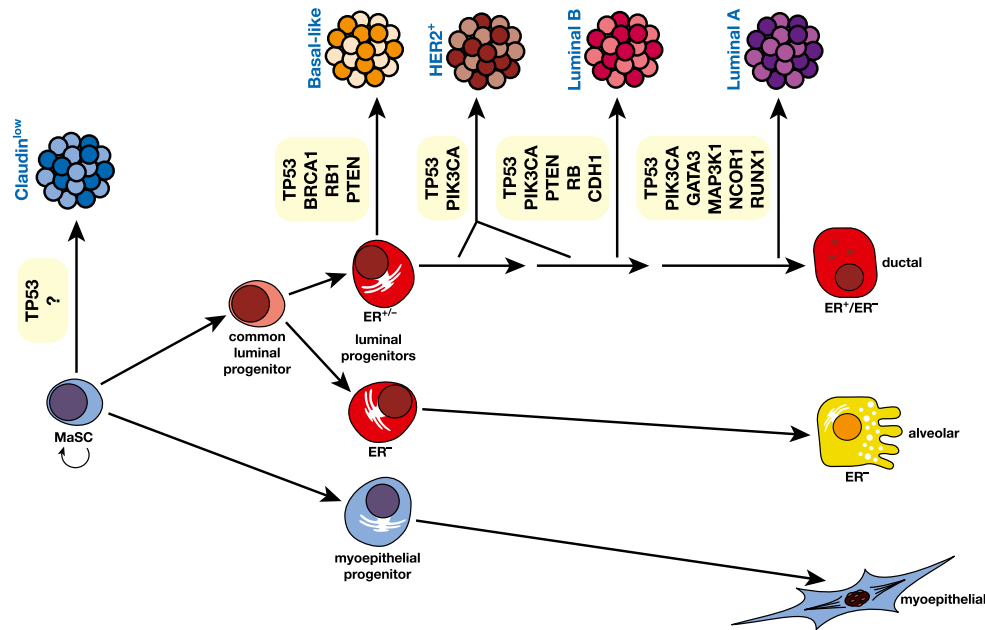 Basal-like
HER2+
Luminal B
Luminal A
Claudinlow
TP53
BRCA1
RB1
PTEN
TP53
PIK3CA
TP53
PIK3CA
PTEN
RB
CDH1
TP53
PIK3CA
GATA3
MAP3K1
NCOR1
RUNX1
TP53
?
ductal
ER+/ER–
ER+/–
luminal
progenitors
common
luminal
progenitor
MaSC
ER–
alveolar
ER–
myoepithelial
progenitor
myoepithelial